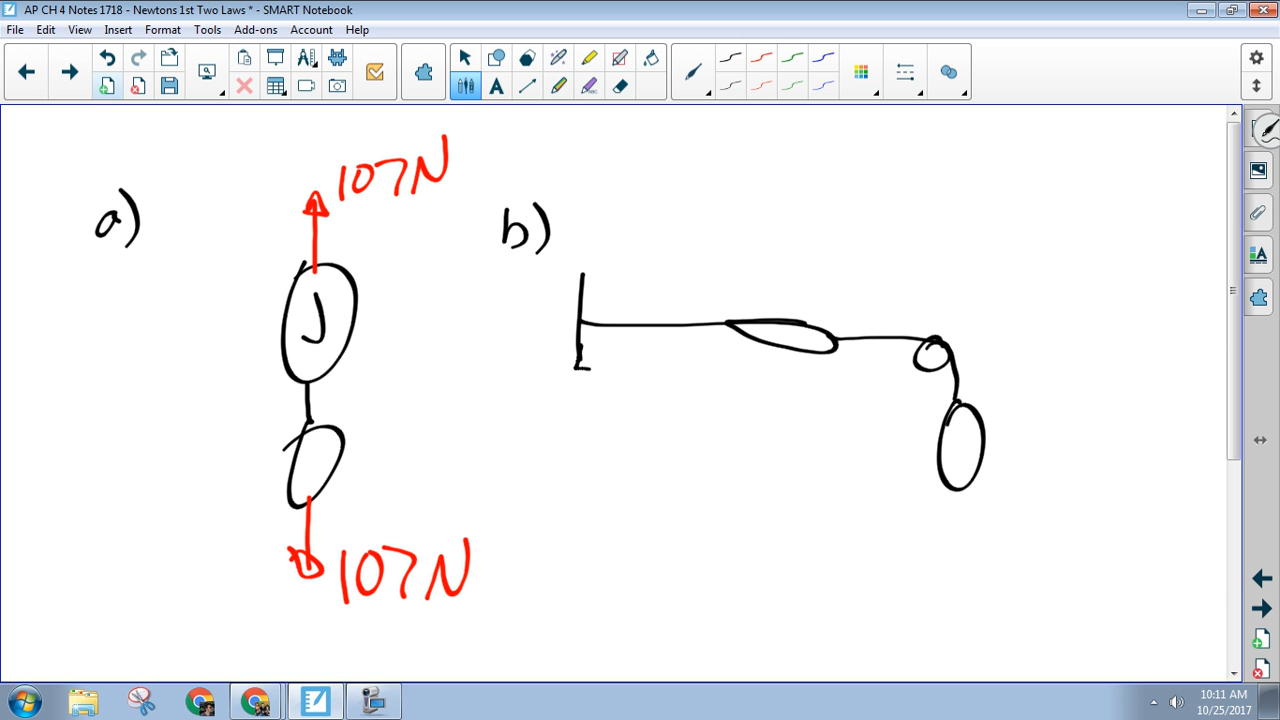 AP CH 4 Notes 1718 - Newtons 1st Two Laws * - SMART Notebook
File Edit View Insert Format Tools Add-ons Account Help
107N
a)
b)
J
107N
10:11 AM
10/25/2017